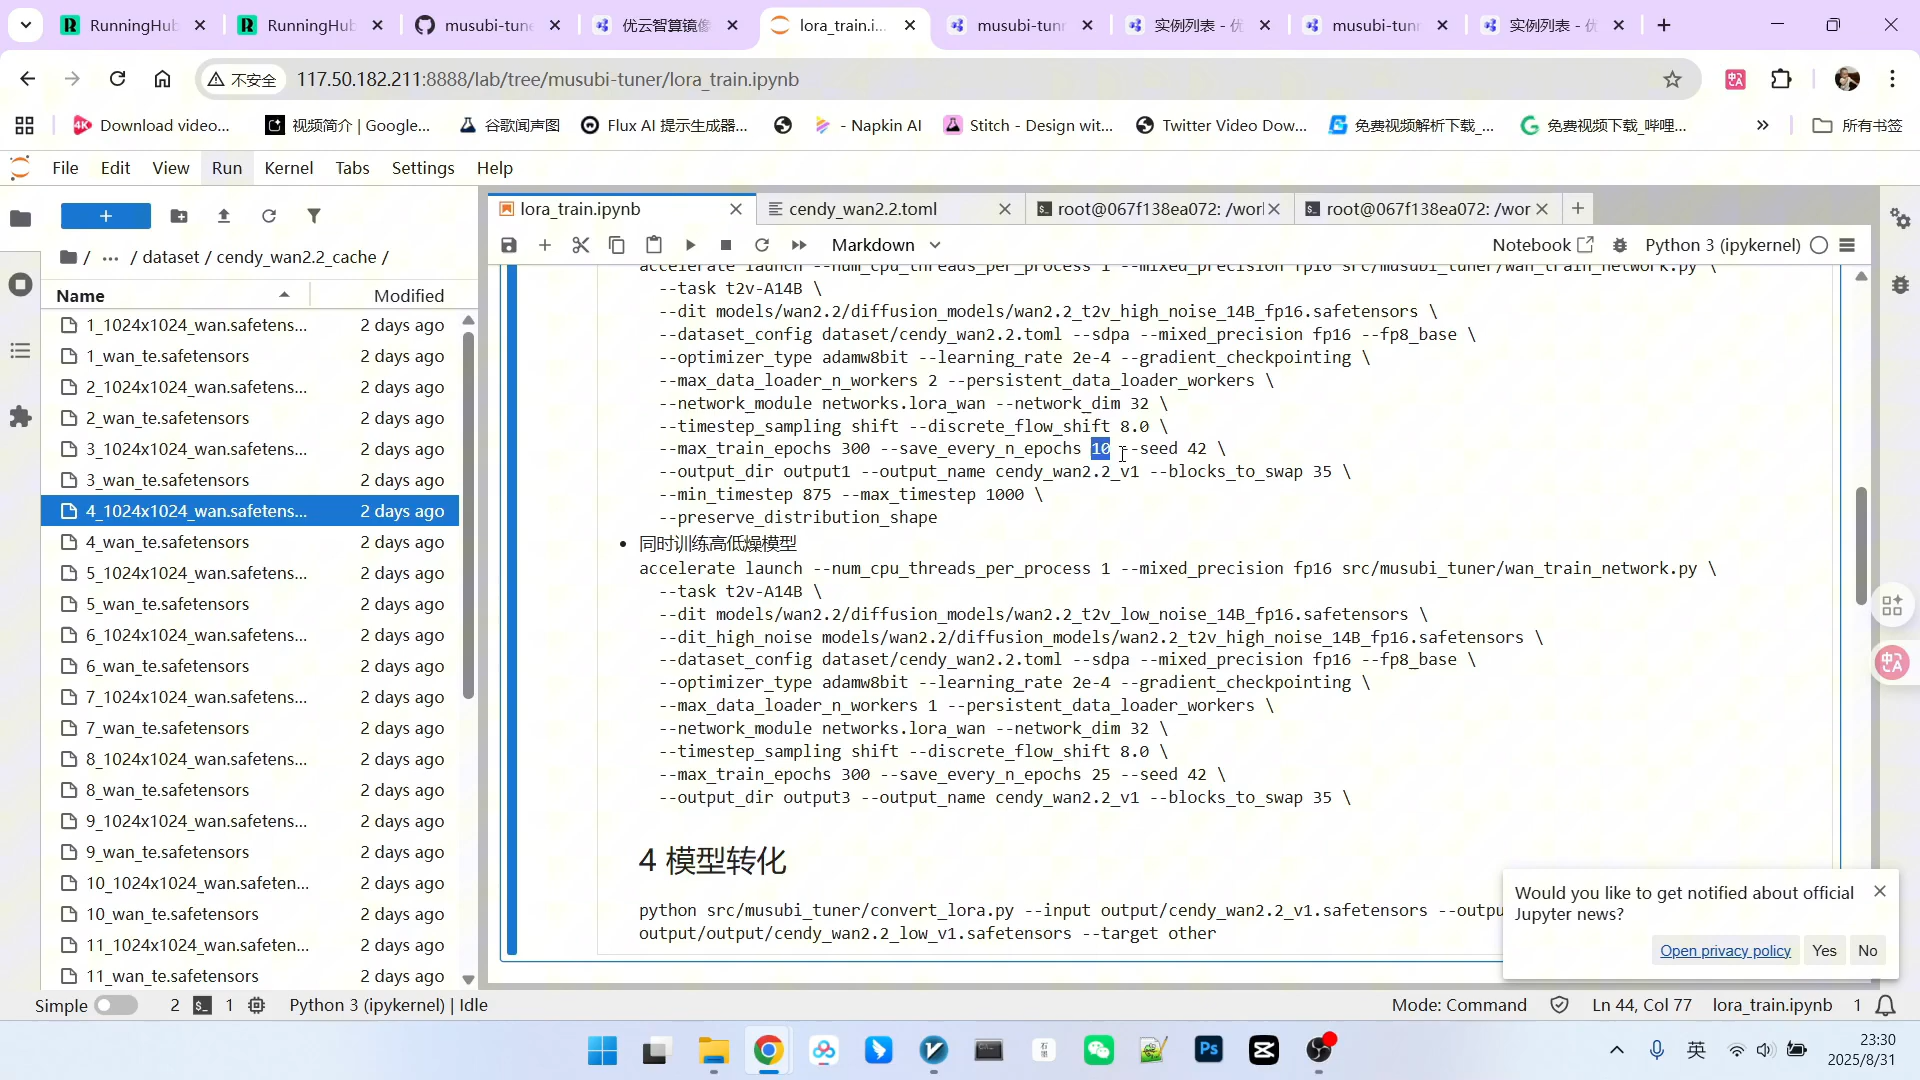 RunningHub
RunningHub
musubi-tune
优云智算镜像
lora_train.i...
musubi-tunn
实例列表 - 优
musubi-tunn
实例列表 - 优
不安全
117.50.182.211:8888/lab/tree/musubi-tuner/lora_train.ipynb
Download video...
视频简介 | Google...
谷歌闻声图
Flux AI 提示生成器...
- Napkin AI
Stitch - Design wit...
Twitter Video Dow...
免费视频解析下载_...
免费视频下载_哔哩...
所有书签
File Edit View Run Kernel Tabs Settings Help
lora_train.ipynb
cendy_wan2.2.toml
root@067f138ea072: /worl
root@067f138ea072: /wor
Markdown
Notebook
Python 3 (ipykernel)
/ ... / dataset / cendy_wan2.2_cache /
Name Modified
1_1024x1024_wan.safetens... 2 days ago
1_wan_te.safetensors 2 days ago
2_1024x1024_wan.safetens... 2 days ago
2_wan_te.safetensors 2 days ago
3_1024x1024_wan.safetens... 2 days ago
3_wan_te.safetensors 2 days ago
4_1024x1024_wan.safetens... 2 days ago
4_wan_te.safetensors 2 days ago
5_1024x1024_wan.safetens... 2 days ago
5_wan_te.safetensors 2 days ago
6_1024x1024_wan.safetens... 2 days ago
6_wan_te.safetensors 2 days ago
7_1024x1024_wan.safetens... 2 days ago
7_wan_te.safetensors 2 days ago
8_1024x1024_wan.safetens... 2 days ago
8_wan_te.safetensors 2 days ago
9_1024x1024_wan.safetens... 2 days ago
9_wan_te.safetensors 2 days ago
10_1024x1024_wan.safeten... 2 days ago
10_wan_te.safetensors 2 days ago
11_1024x1024_wan.safeten... 2 days ago
11_wan_te.safetensors 2 days ago
accelerate launch --num_cpu_threads_per_process 1 --mixed_precision fp16 src/musubi_tuner/wan_train_network.py \
--task t2v-A14B \
--dit models/wan2.2/diffusion_models/wan2.2_t2v_high_noise_14B_fp16.safetensors \
--dataset_config dataset/cendy_wan2.2.toml --sdpa --mixed_precision fp16 --fp8_base \
--optimizer_type adamw8bit --learning_rate 2e-4 --gradient_checkpointing \
--max_data_loader_n_workers 2 --persistent_data_loader_workers \
--network_module networks.lora_wan --network_dim 32 \
--timestep_sampling shift --discrete_flow_shift 8.0 \
--max_train_epochs 300 --save_every_n_epochs 10 --seed 42 \
--output_dir output1 --output_name cendy_wan2.2_v1 --blocks_to_swap 35 \
--min_timestep 875 --max_timestep 1000 \
--preserve_distribution_shape
• 同时训练高低燥模型
accelerate launch --num_cpu_threads_per_process 1 --mixed_precision fp16 src/musubi_tuner/wan_train_network.py \
--task t2v-A14B \
--dit models/wan2.2/diffusion_models/wan2.2_t2v_low_noise_14B_fp16.safetensors \
--dit_high_noise models/wan2.2/diffusion_models/wan2.2_t2v_high_noise_14B_fp16.safetensors \
--dataset_config dataset/cendy_wan2.2.toml --sdpa --mixed_precision fp16 --fp8_base \
--optimizer_type adamw8bit --learning_rate 2e-4 --gradient_checkpointing \
--max_data_loader_n_workers 1 --persistent_data_loader_workers \
--network_module networks.lora_wan --network_dim 32 \
--timestep_sampling shift --discrete_flow_shift 8.0 \
--max_train_epochs 300 --save_every_n_epochs 25 --seed 42 \
--output_dir output3 --output_name cendy_wan2.2_v1 --blocks_to_swap 35 \
4 模型转化
python src/musubi_tuner/convert_lora.py --input output/cendy_wan2.2_v1.safetensors --outpu
output/output/cendy_wan2.2_low_v1.safetensors --target other
Would you like to get notified about official
Jupyter news?
Open privacy policy Yes No
Simple 2 1 Python 3 (ipykernel) | Idle
Mode: Command Ln 44, Col 77 lora_train.ipynb 1
英
23:30
2025/8/31